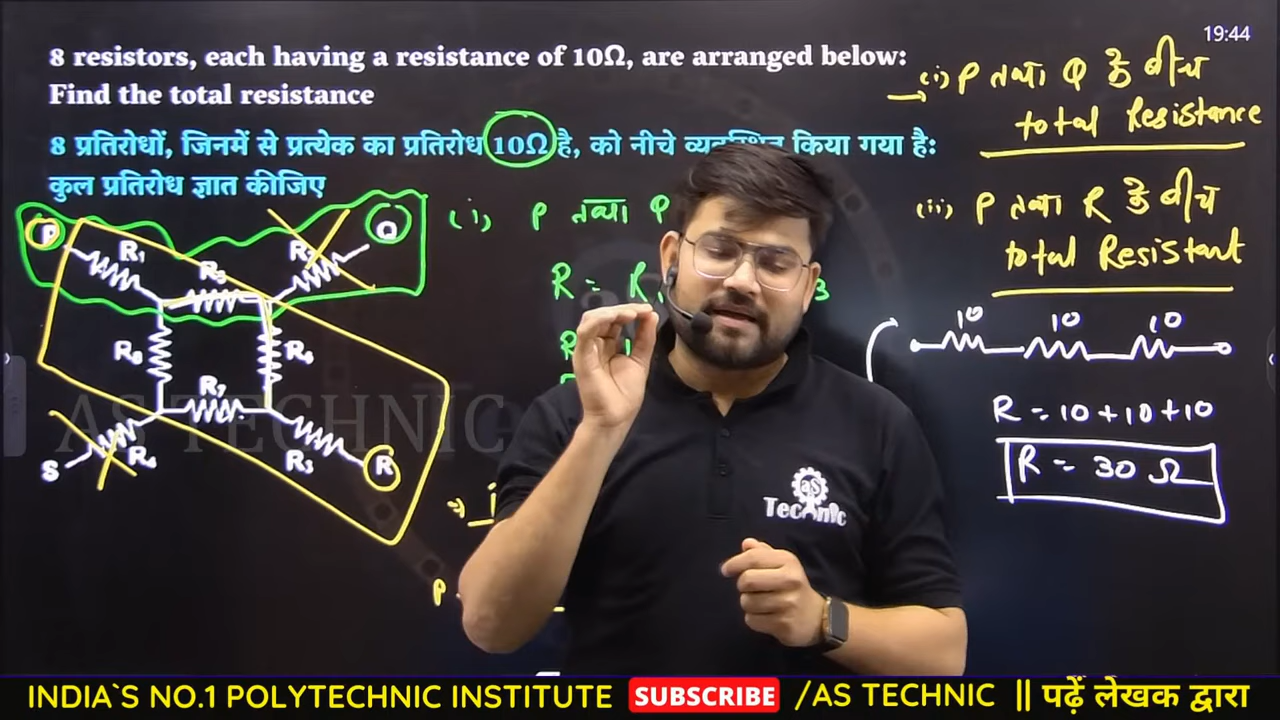 19:44
8 resistors, each having a resistance of 10Ω, are arranged below:
Find the total resistance
8 प्रतिरोधों, जिनमें से प्रत्येक का प्रतिरोध 10Ω है, को नीचे व्यवस्थित किया गया है:
कुल प्रतिरोध ज्ञात कीजिए
(i) P तथा Q के बीच
total Resistance
(ii) P तथा R के बीच
total Resistant
(i) P तथा Q
R =
P
Q
R₁
R₅
R₈
R₆
R₇
R₄
R₃
S
R
10 10 10
R = 10 + 10 + 10
R = 30 Ω
P
AS TECHNIC
aS
Technic
INDIA`S NO.1 POLYTECHNIC INSTITUTE SUBSCRIBE /AS TECHNIC || पढ़ें लेखक द्वारा